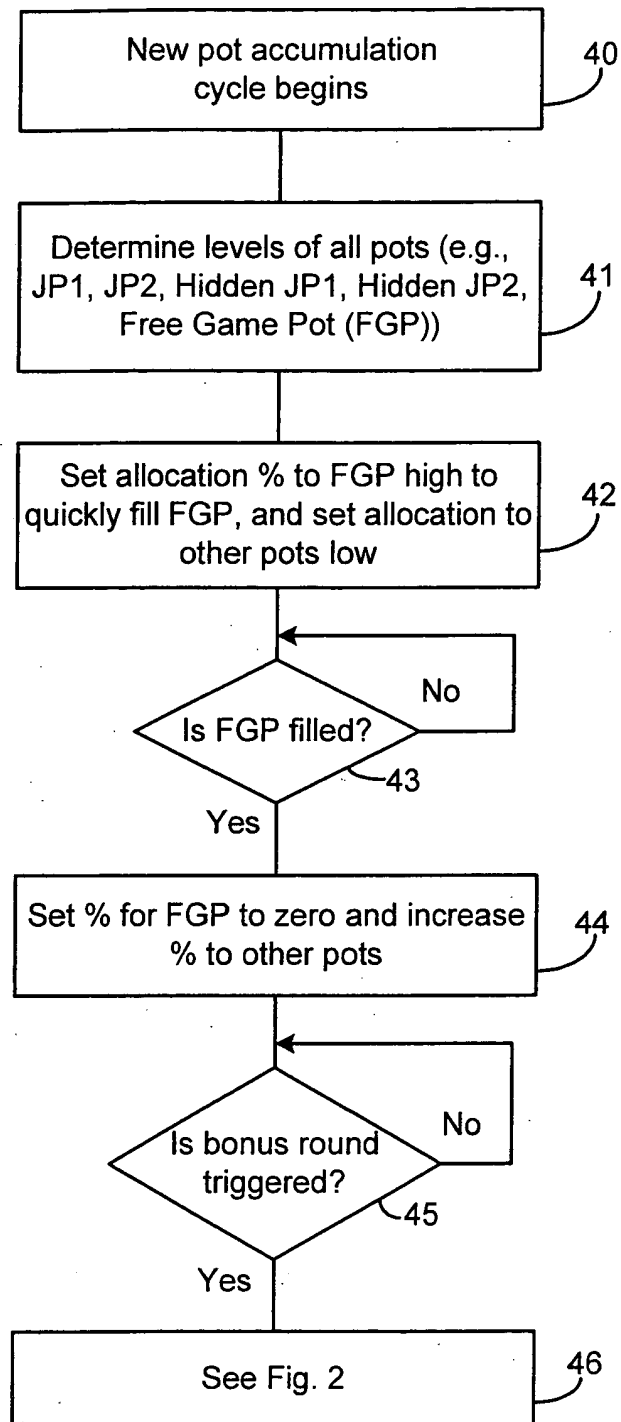 New pot accumulation
cycle begins
40
Determine levels of all pots (e.g.,
JP1, JP2, Hidden JP1, Hidden JP2,
Free Game Pot (FGP))
41
Set allocation % to FGP high to
quickly fill FGP, and set allocation to
other pots low
42
No
Is FGP filled?
43
Yes
Set % for FGP to zero and increase
% to other pots
44
No
Is bonus round
triggered?
45
Yes
See Fig. 2
46